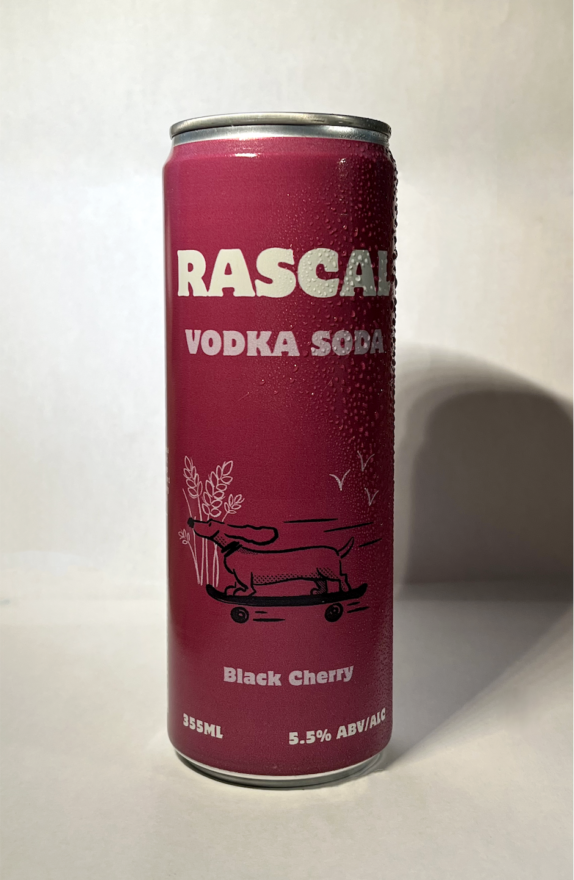 RASCAL
VODKA SODA
Black Cherry
355ML
5.5% ABV/ALC